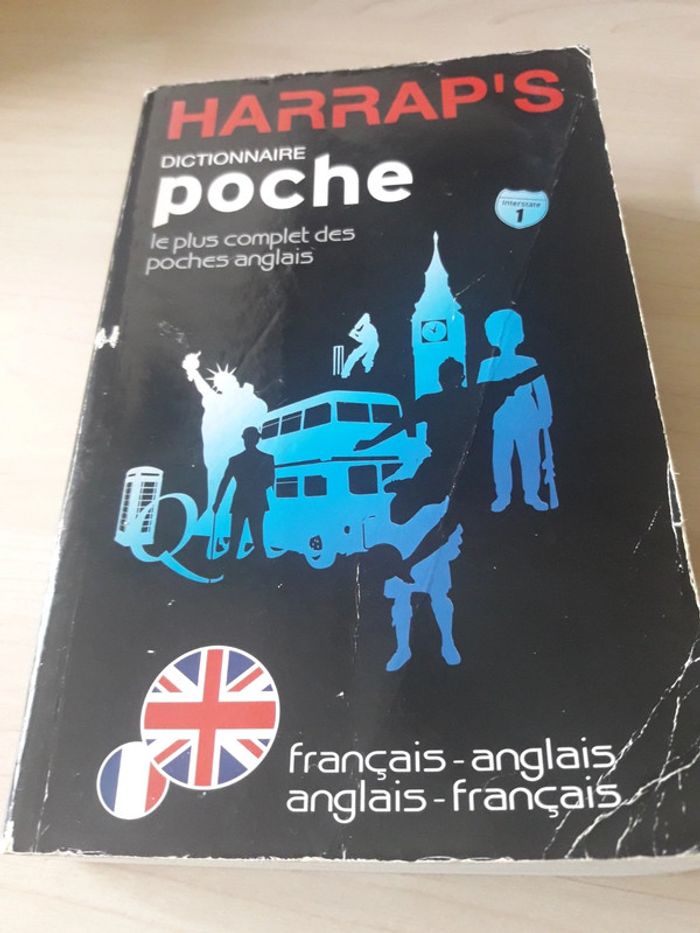 HARRAP'S
DICTIONNAIRE
poche
le plus complet des
poches anglais
Interstate
1
Q
français-anglais
anglais-français